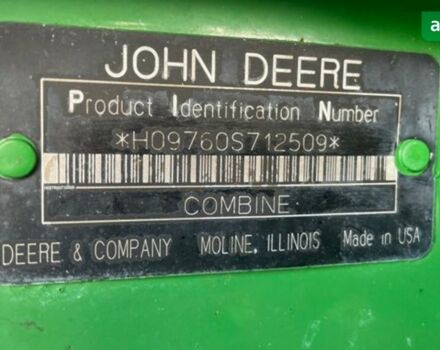 JOHN DEERE
Product Identification Number
*H09760S712509*
COMBINE
DEERE & COMPANY MOLINE, ILLINOIS Made in USA
a